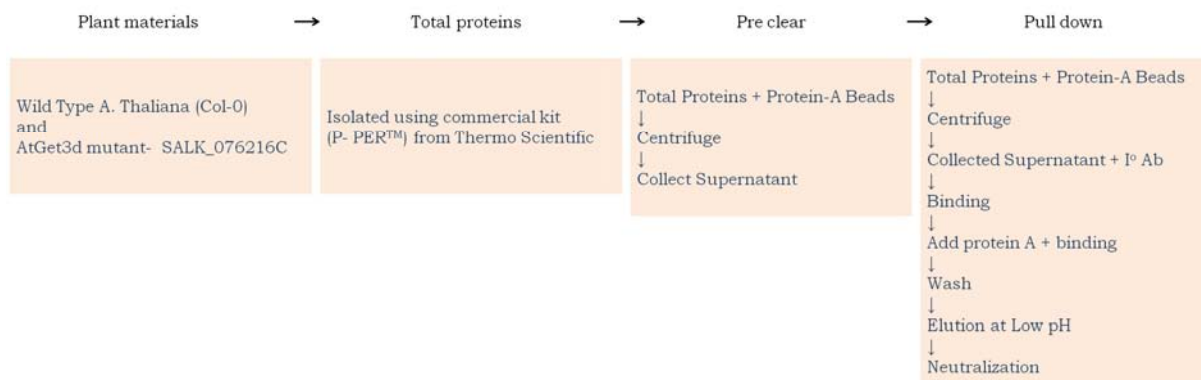 Plant materials → Total proteins → Pre clear → Pull down
Wild Type A. Thaliana (Col-0)
and
AtGet3d mutant- SALK_076216C
Isolated using commercial kit
(P- PER™) from Thermo Scientific
Total Proteins + Protein-A Beads
↓
Centrifuge
↓
Collect Supernatant
Total Proteins + Protein-A Beads
↓
Centrifuge
↓
Collected Supernatant + Iº Ab
↓
Binding
↓
Add protein A + binding
↓
Wash
↓
Elution at Low pH
↓
Neutralization